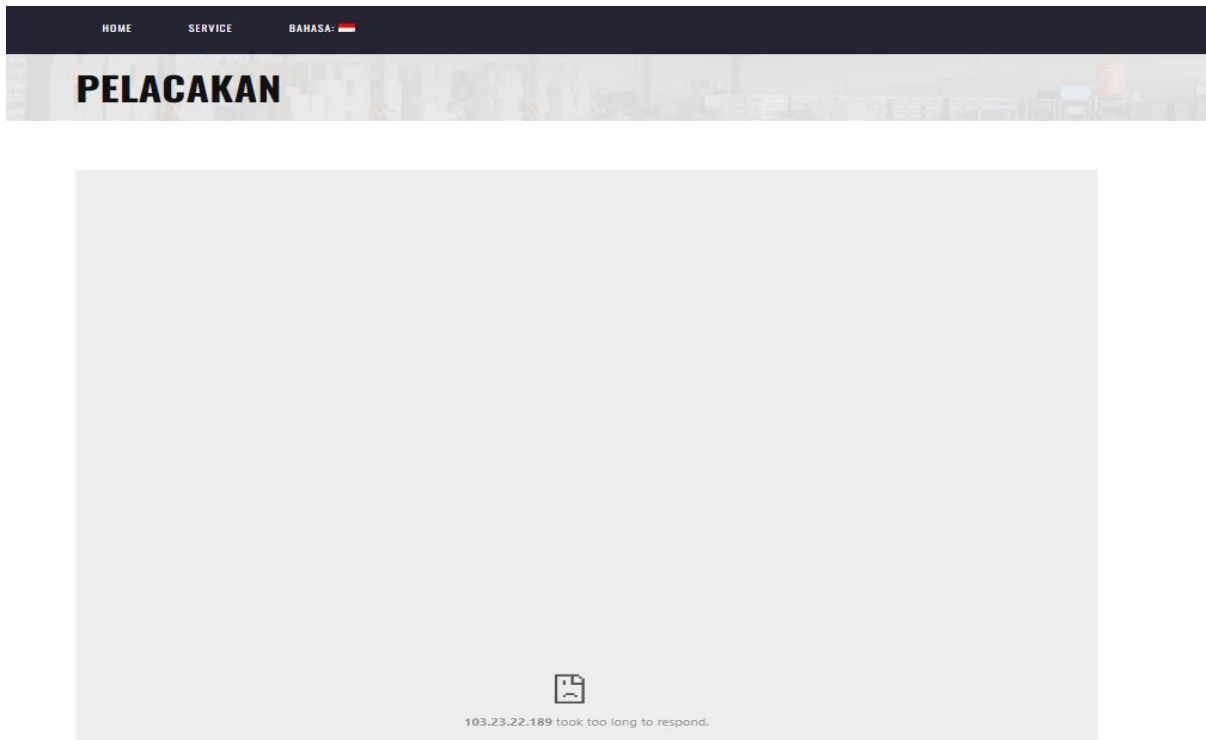 HOME SERVICE BAHASA:
PELACAKAN
103.23.22.189 took too long to respond.